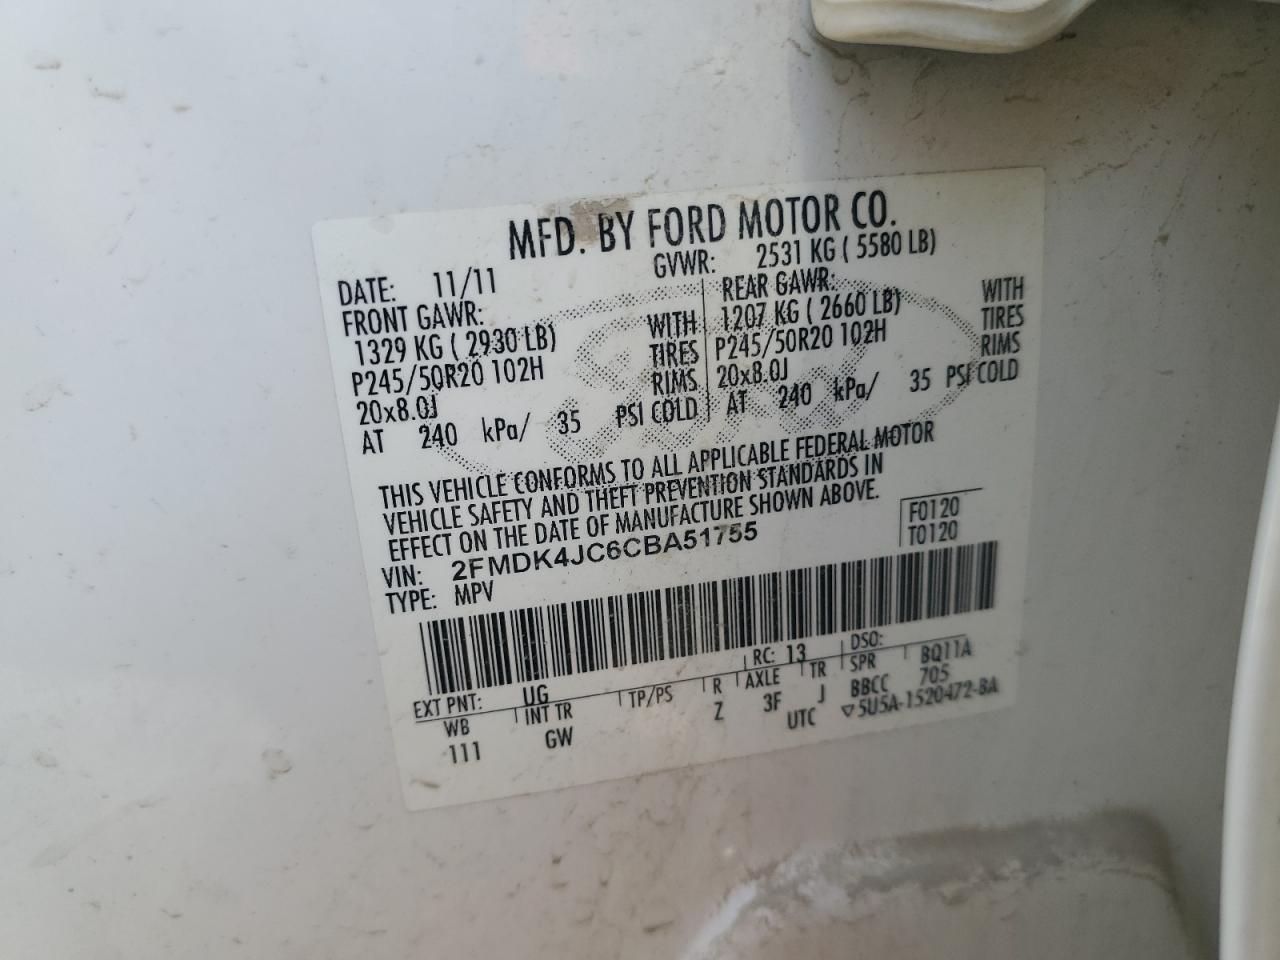 MFD. BY FORD MOTOR CO.
DATE: 11/11 GVWR: 2531 KG ( 5580 LB)
FRONT GAWR: REAR GAWR:
1329 KG ( 2930 LB) WITH 1207 KG ( 2660 LB) WITH
P245/50R20 102H TIRES P245/50R20 102H TIRES
20x8.0J RIMS 20x8.0J RIMS
AT 240 kPa/ 35 PSI COLD AT 240 kPa/ 35 PSI COLD
THIS VEHICLE CONFORMS TO ALL APPLICABLE FEDERAL MOTOR
VEHICLE SAFETY AND THEFT PREVENTION STANDARDS IN
EFFECT ON THE DATE OF MANUFACTURE SHOWN ABOVE.
F0120
T0120
VIN: 2FMDK4JC6CBA51755
TYPE: MPV
EXT PNT: UG RC: 13 DSO:
WB INT TR TP/PS R AXLE TR SPR BQ11A
111 GW Z 3F J BBCC 705
UTC ▽5U5A-1520472-BA